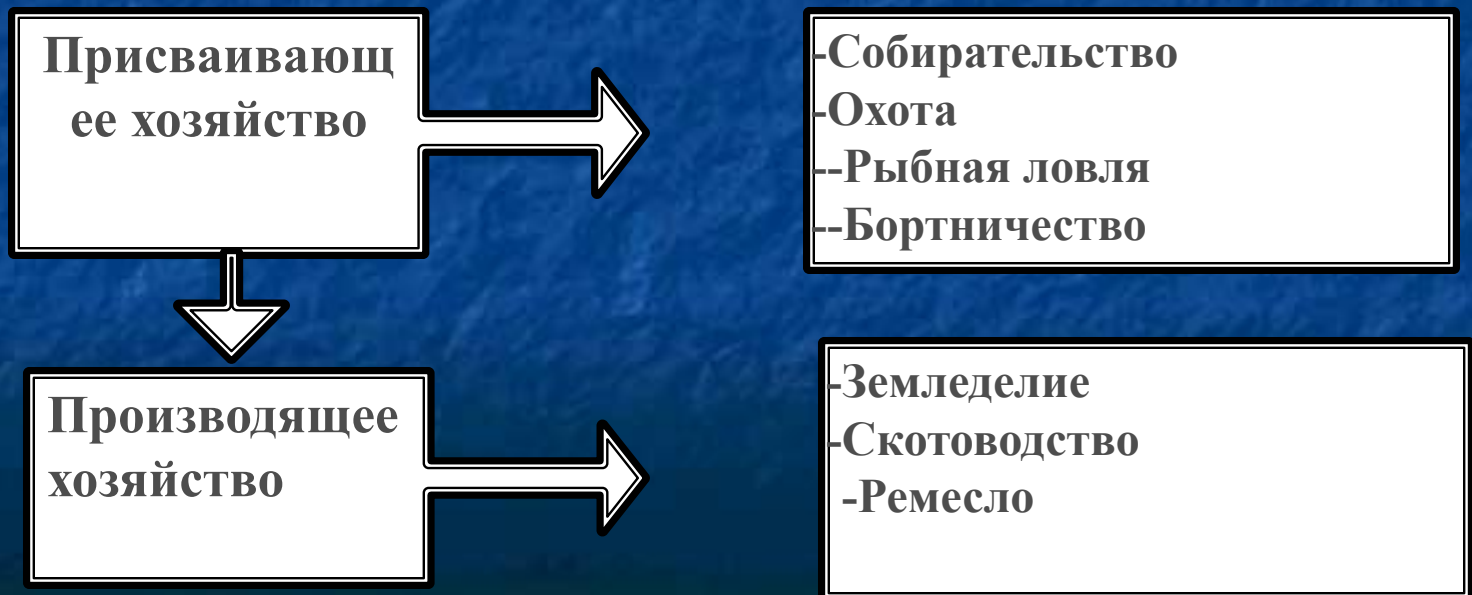 Присваивающ
ее хозяйство
-Собирательство
-Охота
--Рыбная ловля
--Бортничество
Производящее
хозяйство
-Земледелие
-Скотоводство
-Ремесло